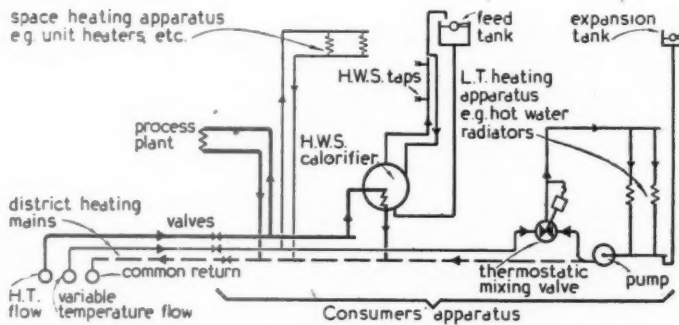 space heating apparatus
e.g. unit heaters, etc.
feed
tank
expansion
tank
H.W.S. taps
L.T. heating
apparatus
e.g. hot water
radiators
process
plant
H.W.S.
calorifier
district heating
mains
valves
common return
H.T.
flow
variable
temperature flow
thermostatic
mixing valve
pump
Consumers' apparatus